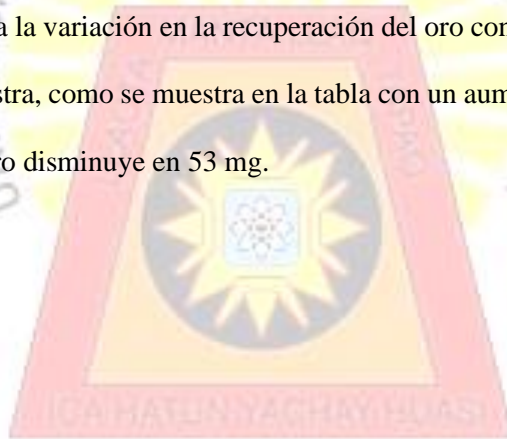 a la variación en la recuperación del oro con
stra, como se muestra en la tabla con un aum
ro disminuye en 53 mg.
ICA HATUN YACHAY HUASI